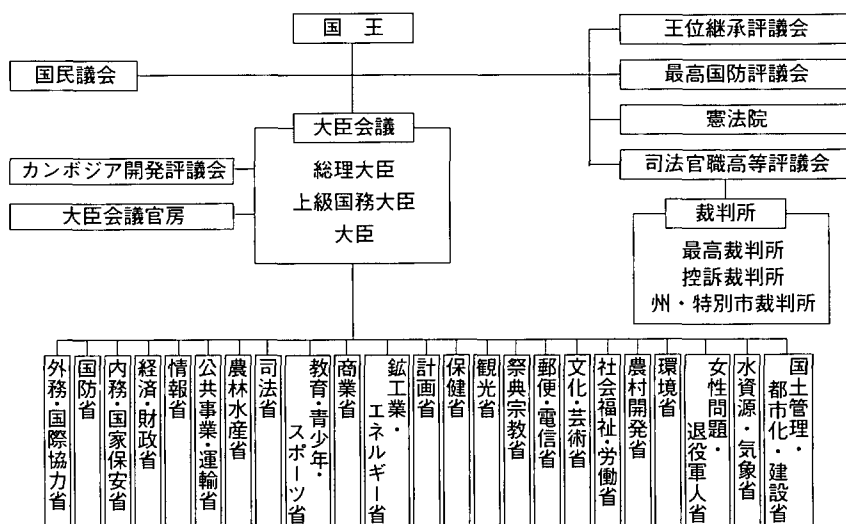 国 王
国民議会
王位継承評議会
最高国防評議会
憲法院
司法官職高等評議会
大臣会議
総理大臣
上級国務大臣
大臣
カンボジア開発評議会
大臣会議官房
裁判所
最高裁判所
控訴裁判所
州・特別市裁判所
外務・国際協力省
国防省
内務・国家保安省
経済・財政省
情報省
公共事業・運輸省
農林水産省
司法省
教育・青少年・
スポーツ省
商業省
鉱工業・
エネルギー省
計画省
保健省
観光省
祭典宗教省
郵便・電信省
文化・芸術省
社会福祉・労働省
農村開発省
環境省
女性問題・
退役軍人省
水資源・気象省
国土管理・
都市化・建設省